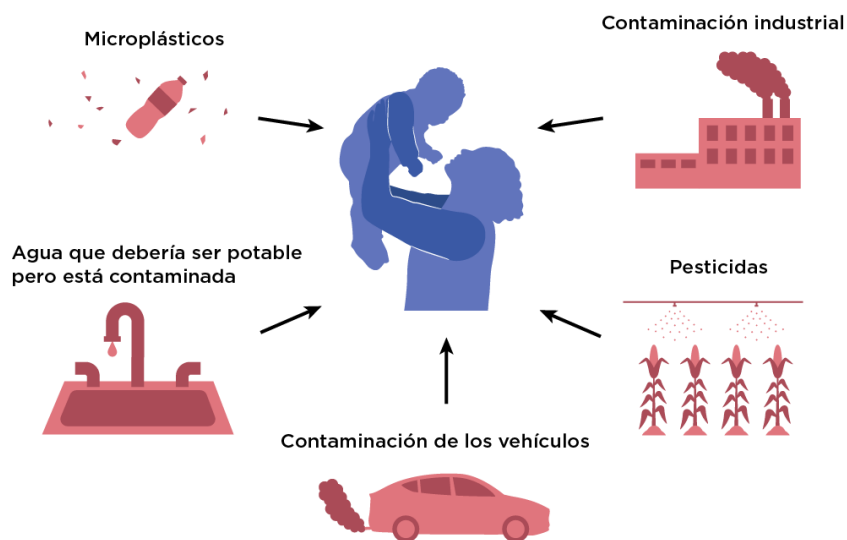 Microplásticos
Contaminación industrial
Agua que debería ser potable
pero está contaminada
Pesticidas
Contaminación de los vehículos